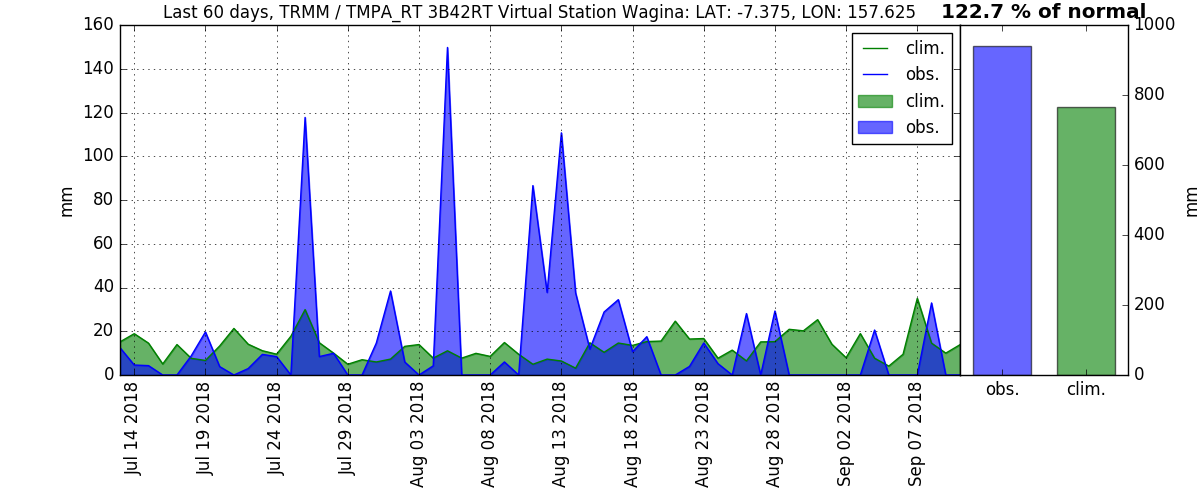 Last 60 days, TRMM / TMPA_RT 3B42RT Virtual Station Wagina: LAT: -7.375, LON: 157.625
122.7 % of normal
160
140
120
100
80
60
40
20
0
mm
clim.
obs.
clim.
obs.
Jul 14 2018
Jul 19 2018
Jul 24 2018
Jul 29 2018
Aug 03 2018
Aug 08 2018
Aug 13 2018
Aug 18 2018
Aug 23 2018
Aug 28 2018
Sep 02 2018
Sep 07 2018
1000
800
600
400
200
0
mm
obs.
clim.